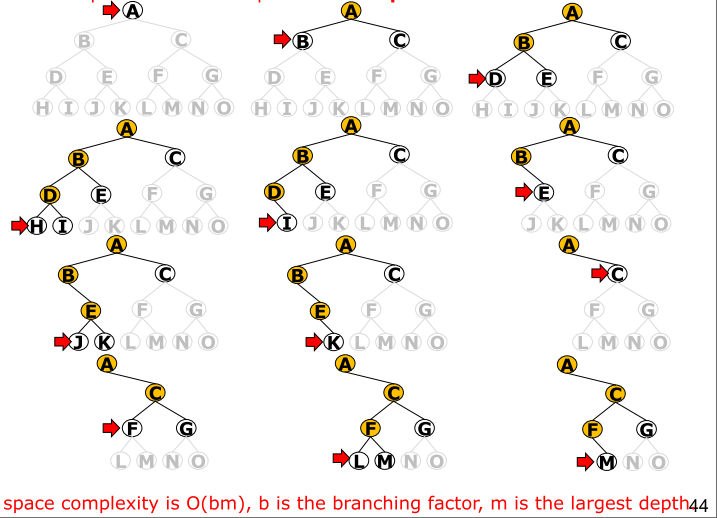 A A A
B C B C B C
D E F G D E F G D E F G
H I J K L M N O H I J K L M N O H I J K L M N O
A A A
B C B C B C
D E F G D E F G E F G
H I J K L M N O I J K L M N O J K L M N O
A A A
B C B C C
E F G E F G F G
J K L M N O K L M N O L M N O
A A A
C C C
F G F G F G
L M N O L M N O M N O
space complexity is O(bm), b is the branching factor, m is the largest depth 44